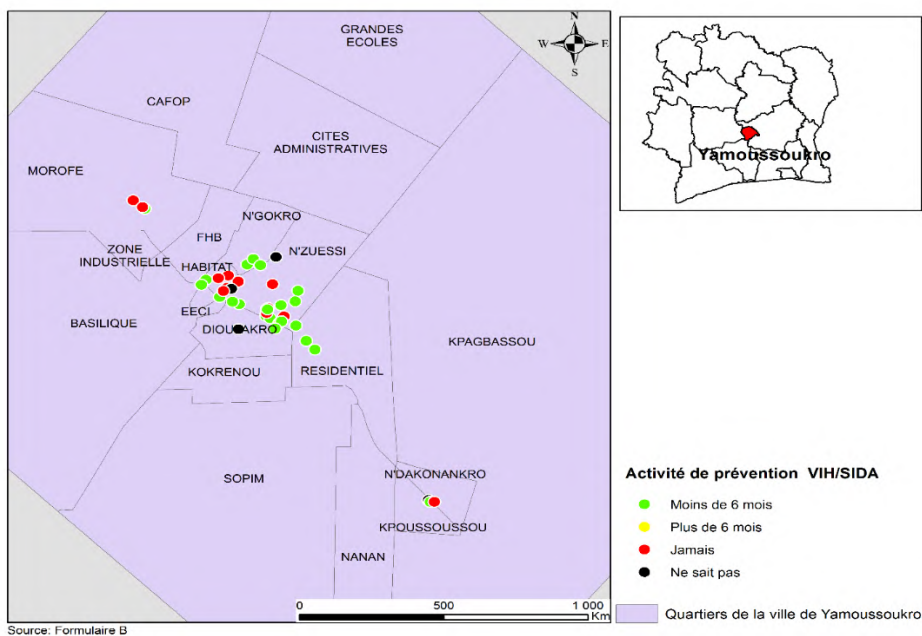 GRANDES
ECOLES
N
W E
S
CAFOP
CITES
ADMINISTRATIVES
MOROFE
N'GOKRO
FHB
N'ZUESSI
ZONE
INDUSTRIELLE
HABITAT
BASILIQUE
EECI
KPAGBASSOU
KOKRENOU
RESIDENTIEL
SOPIM
N'DAKONANKRO
KPOUSSOUSSOU
NANAN
0 500 1 000
Km
Source: Formulaire B
Yamoussoukro
Activité de prévention VIH/SIDA
Moins de 6 mois
Plus de 6 mois
Jamais
Ne sait pas
Quartiers de la ville de Yamoussoukro